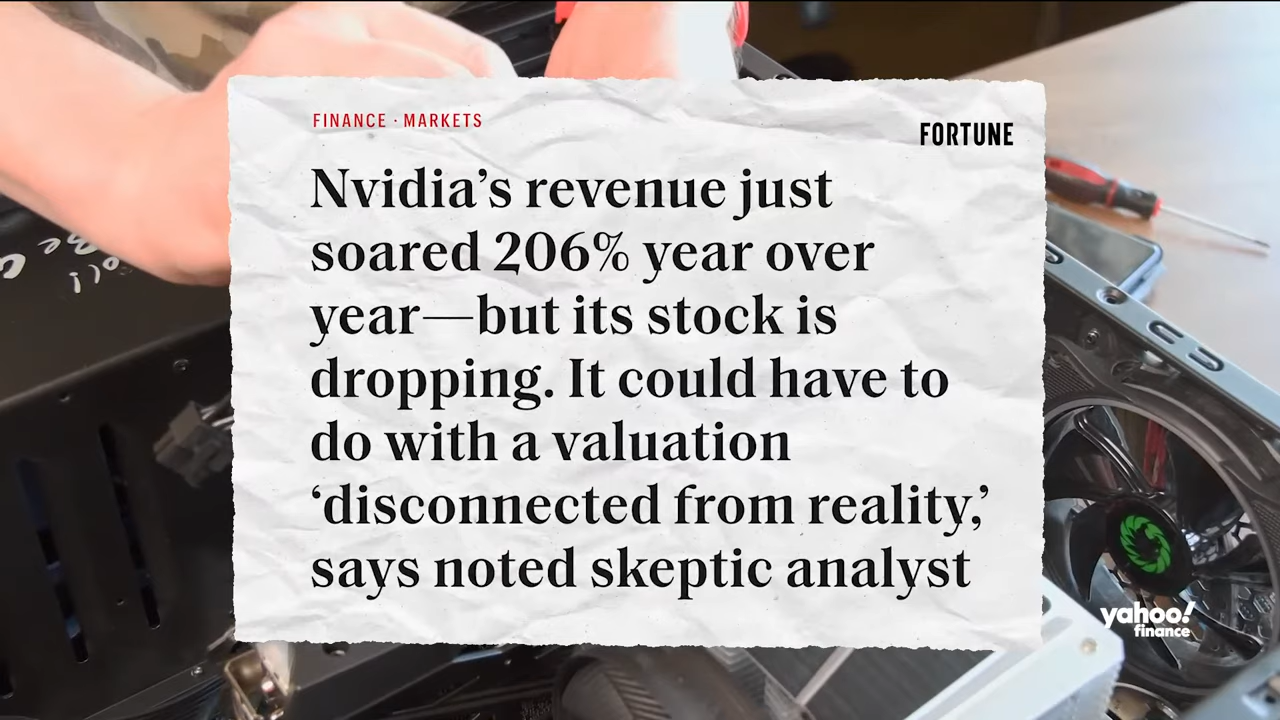 FINANCE · MARKETS
FORTUNE
Nvidia’s revenue just
soared 206% year over
year—but its stock is
dropping. It could have to
do with a valuation
‘disconnected from reality,’
says noted skeptic analyst
yahoo!
finance